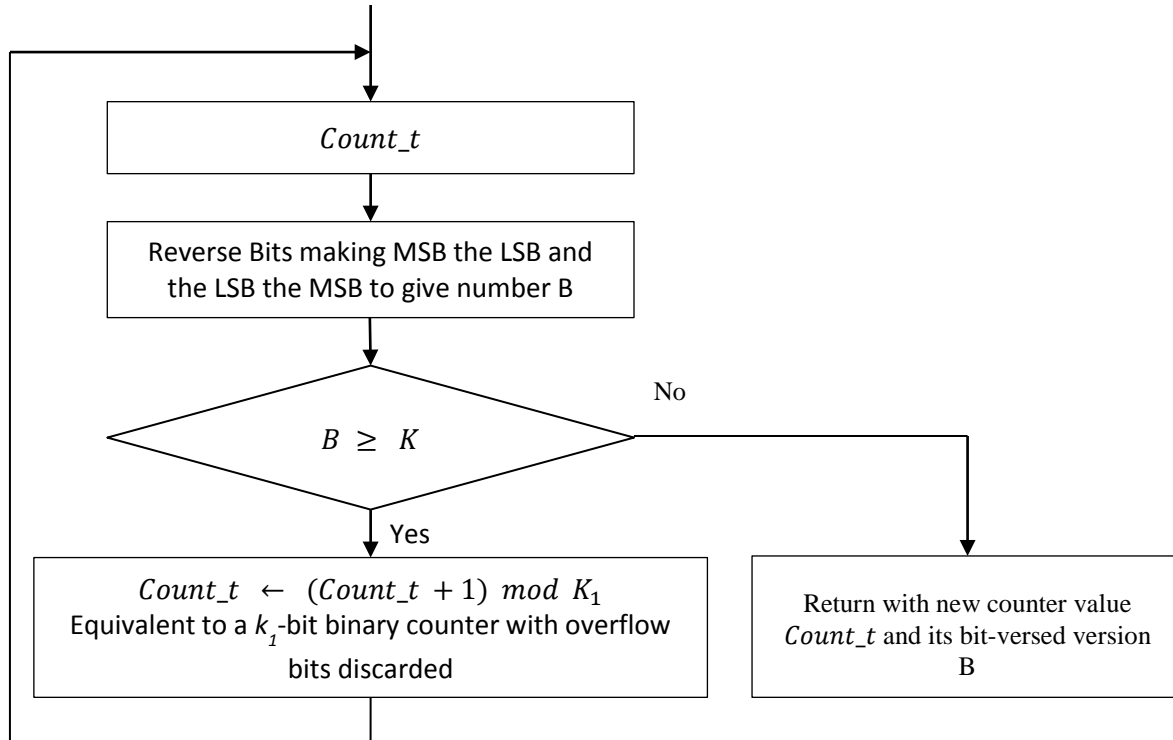 Count_t
Reverse Bits making MSB the LSB and
the LSB the MSB to give number B
No
B ≥ K
Yes
Count_t ← (Count_t + 1) mod K₁
Equivalent to a k₁-bit binary counter with overflow
bits discarded
Return with new counter value
Count_t and its bit-versed version
B